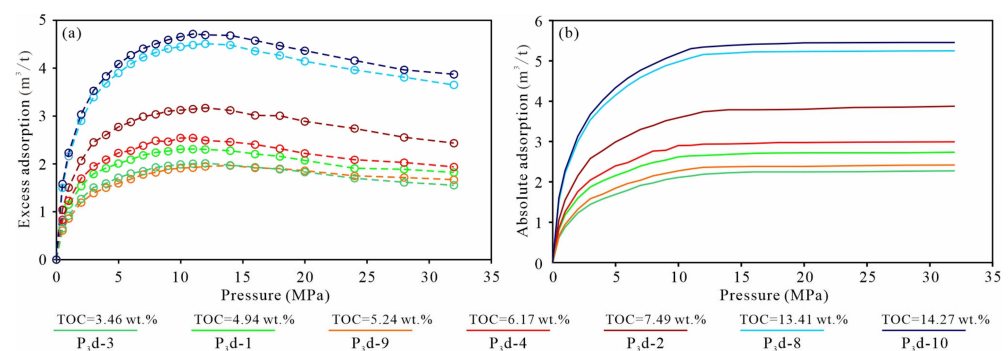 (a)
Excess adsorption (m³/t)
5
4
3
2
1
0
0 5 10 15 20 25 30 35
Pressure (MPa)
(b)
Absolute adsorption (m³/t)
6
5
4
3
2
1
0
0 5 10 15 20 25 30 35
Pressure (MPa)
TOC=3.46 wt.% TOC=4.94 wt.% TOC=5.24 wt.% TOC=6.17 wt.% TOC=7.49 wt.% TOC=13.41 wt.% TOC=14.27 wt.%
P₃d-3 P₃d-1 P₃d-9 P₃d-4 P₃d-2 P₃d-8 P₃d-10